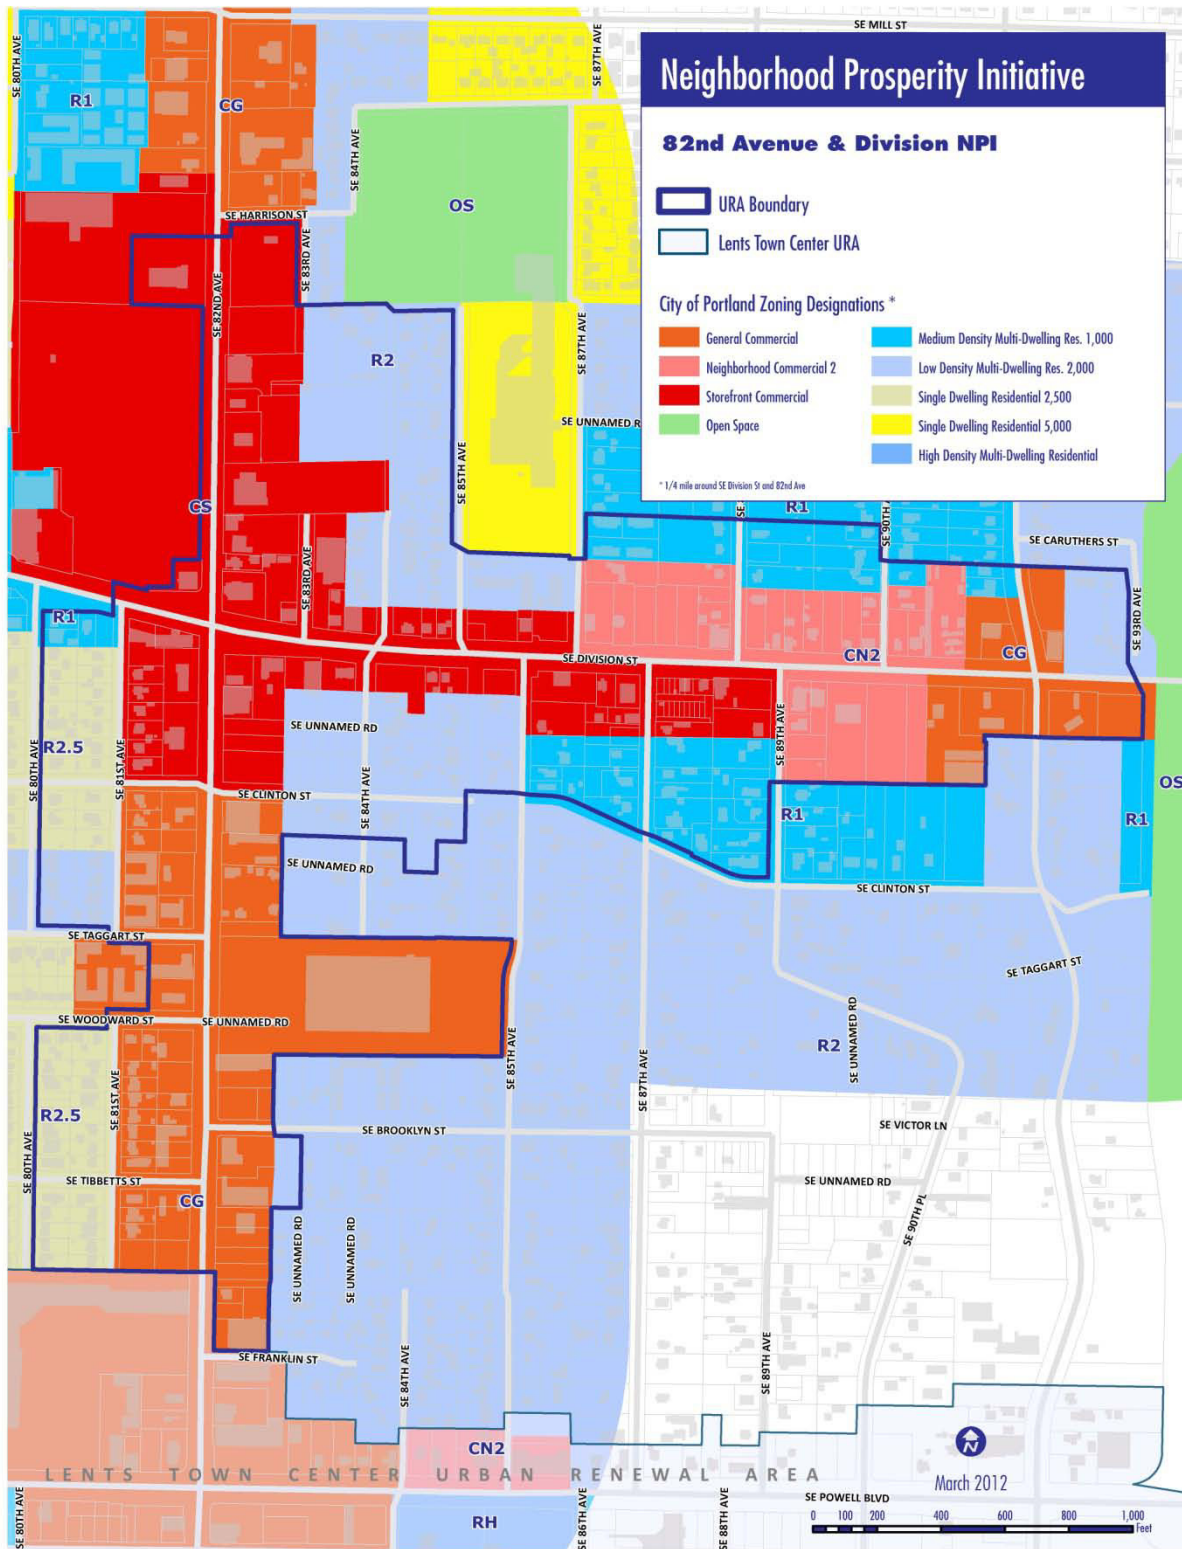 SE MILL ST
SE 80TH AVE
R1
CG
SE 87TH AVE
SE 84TH AVE
Neighborhood Prosperity Initiative
82nd Avenue & Division NPI
URA Boundary
Lents Town Center URA
City of Portland Zoning Designations *
General Commercial
Neighborhood Commercial 2
Storefront Commercial
Open Space
Medium Density Multi-Dwelling Res. 1,000
Low Density Multi-Dwelling Res. 2,000
Single Dwelling Residential 2,500
Single Dwelling Residential 5,000
High Density Multi-Dwelling Residential
* 1/4 mile around SE Division St and 82nd Ave
OS
SE HARRISON ST
SE 83RD AVE
SE 82ND AVE
R2
SE 87TH AVE
SE UNNAMED R
SE 85TH AVE
CS
R1
SE 90TH A
SE CARUTHERS ST
SE 83RD AVE
R1
SE 93RD AVE
SE DIVISION ST
CN2
CG
SE UNNAMED RD
R2.5
SE 80TH AVE
SE 81ST AVE
SE 84TH AVE
SE 89TH AVE
OS
SE CLINTON ST
R1
R1
SE UNNAMED RD
SE CLINTON ST
SE TAGGART ST
SE TAGGART ST
SE WOODWARD ST
SE UNNAMED RD
SE UNNAMED RD
R2
SE 85TH AVE
SE 87TH AVE
SE 81ST AVE
R2.5
SE BROOKLYN ST
SE VICTOR LN
SE 80TH AVE
SE TIBBETTS ST
SE UNNAMED RD
CG
SE 90TH PL
SE UNNAMED RD
SE UNNAMED RD
SE FRANKLIN ST
SE 84TH AVE
SE 89TH AVE
CN2
N
LENTS TOWN CENTER URBAN RENEWAL AREA
March 2012
SE POWELL BLVD
SE 80TH AVE
RH
SE 86TH AVE
SE 88TH AVE
0 100 200 400 600 800 1,000
Feet